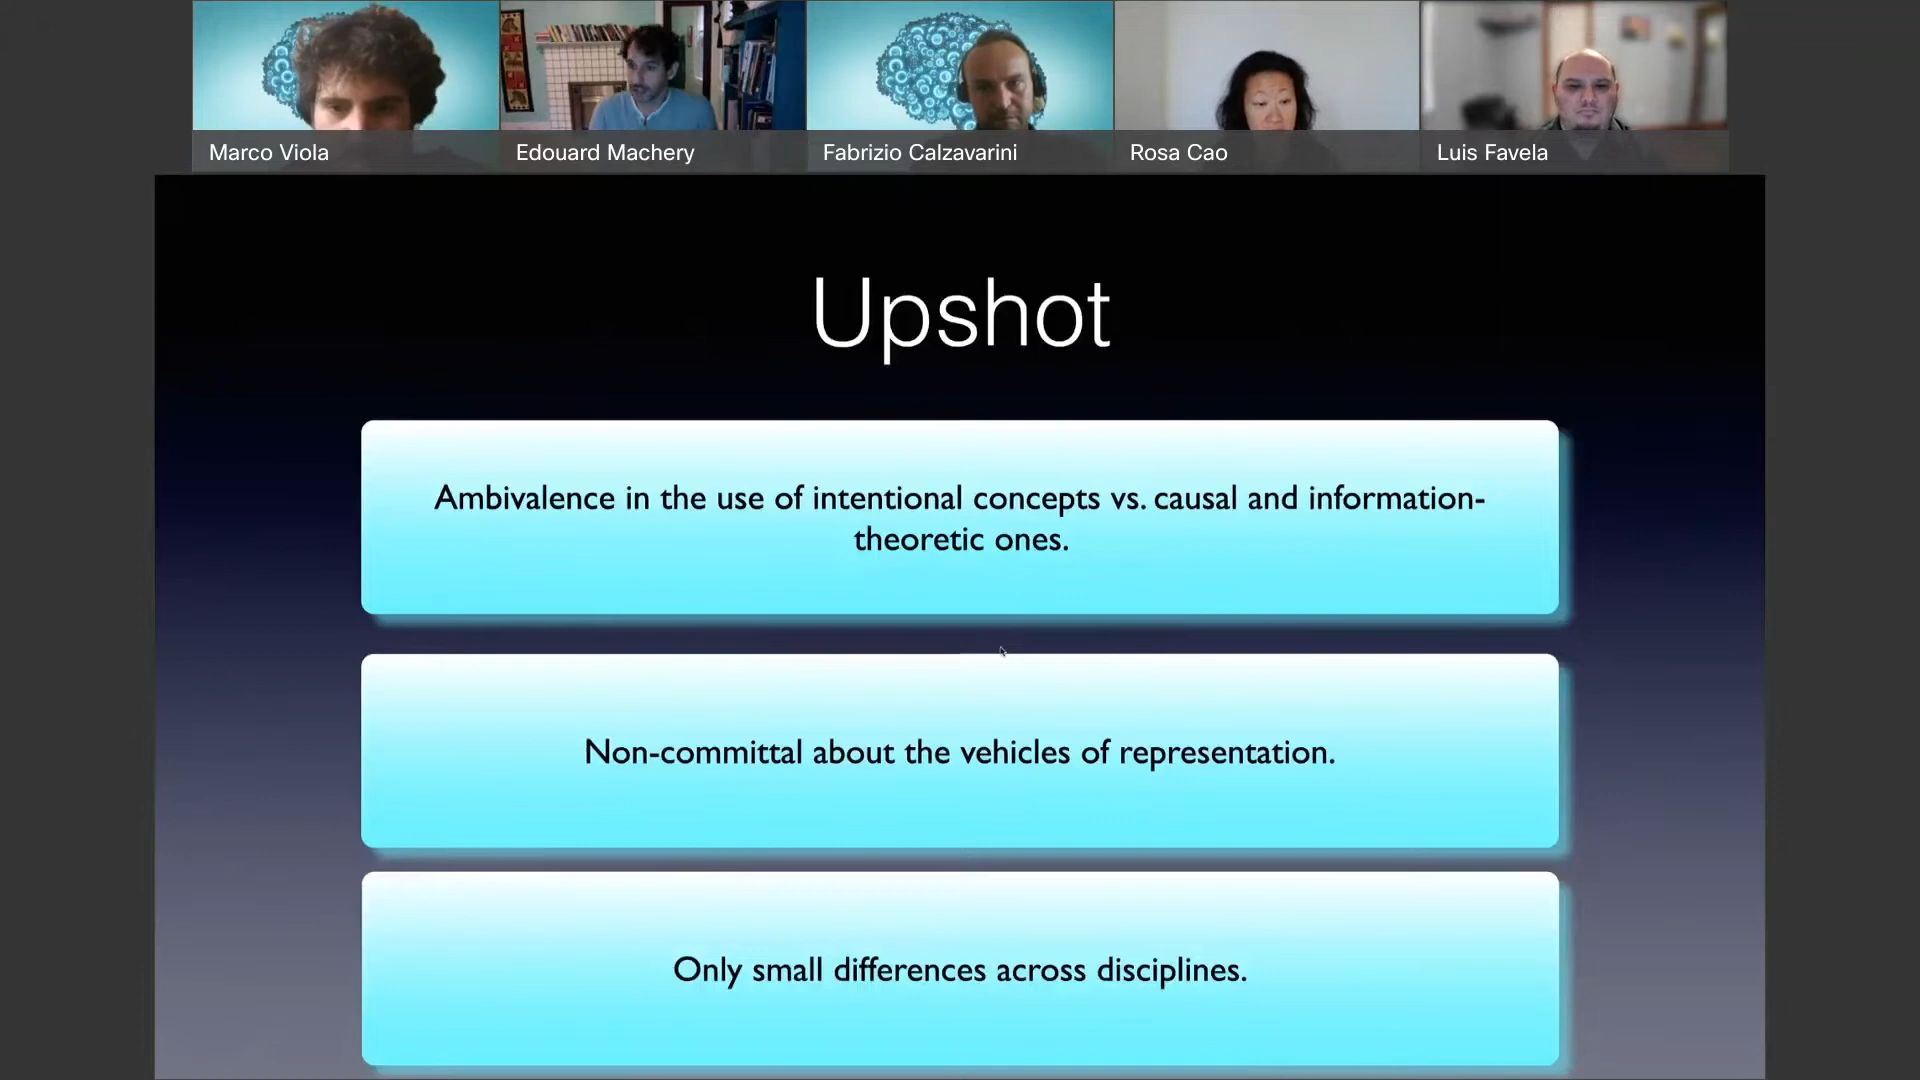 Marco Viola
Edouard Machery
Fabrizio Calzavarini
Rosa Cao
Luis Favela
Upshot
Ambivalence in the use of intentional concepts vs. causal and information-
theoretic ones.
Non-committal about the vehicles of representation.
Only small differences across disciplines.